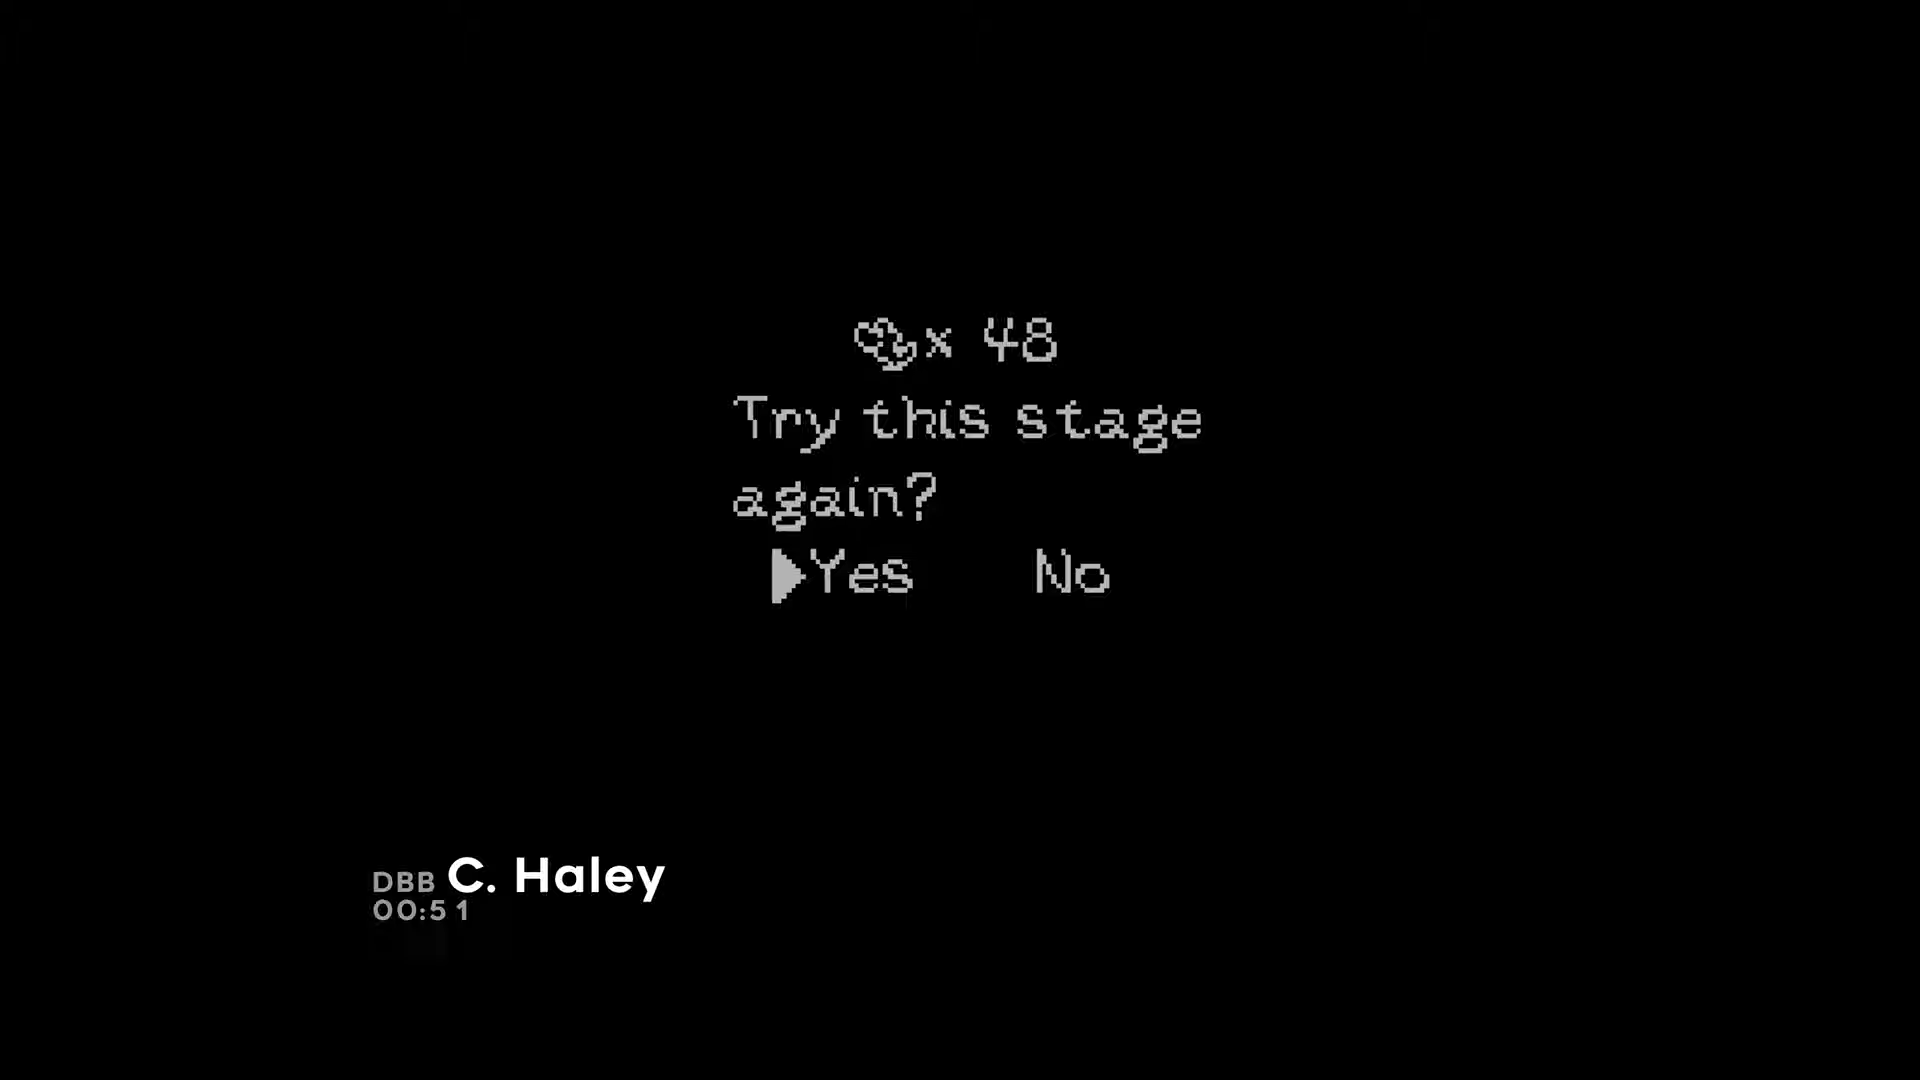 x 48
Try this stage
again?
▶Yes No
DBB C. Haley
00:51